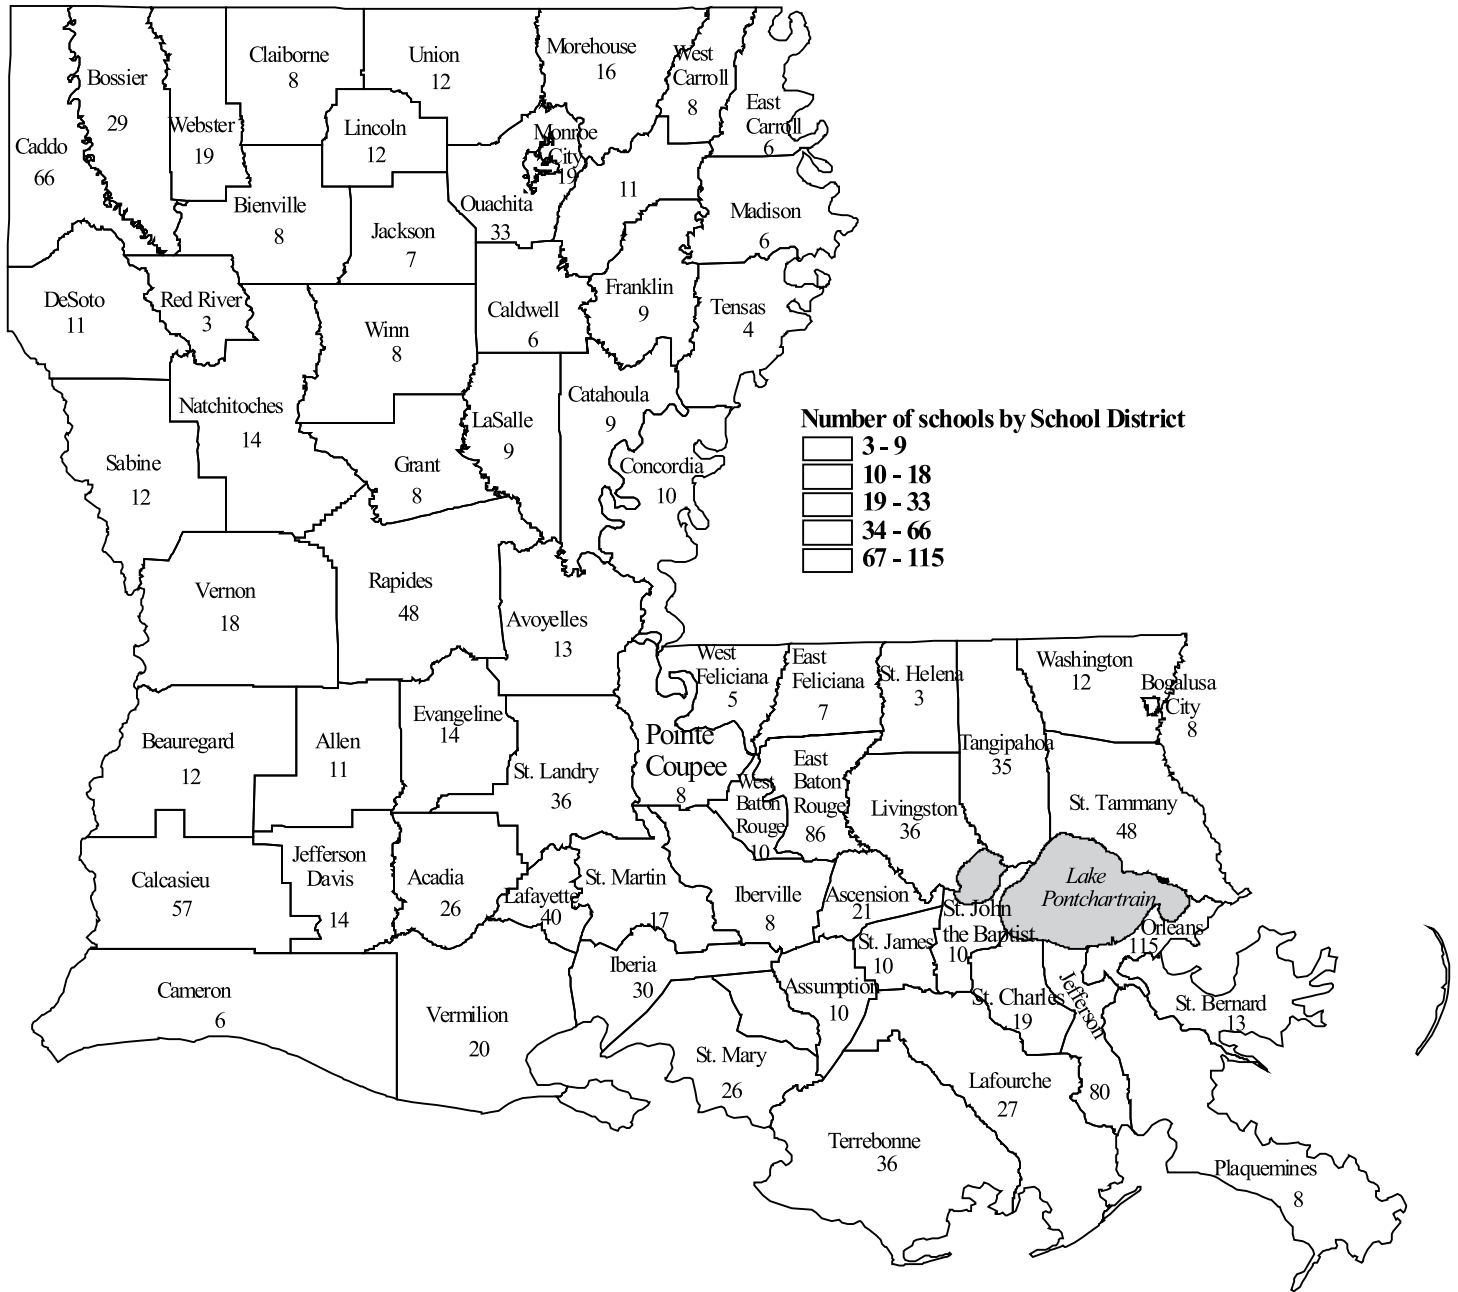 Claiborne
8
Union
12
Morehouse
16
West
Carroll
8
East
Carroll
6
Bossier
29
Webster
19
Caddo
66
Lincoln
12
Monroe
City
19
11
Bienville
8
Jackson
7
Ouachita
33
Madison
6
DeSoto
11
Red River
3
Winn
8
Caldwell
6
Franklin
9
Tensas
4
Natchitoches
14
LaSalle
9
Catahoula
9
Sabine
12
Grant
8
Concordia
10
Number of schools by School District
3 - 9
10 - 18
19 - 33
34 - 66
67 - 115
Vernon
18
Rapides
48
Avoyelles
13
West
Feliciana
5
East
Feliciana
7
St. Helena
3
Washington
12
Bogalusa
City
8
Beauregard
12
Allen
11
Evangeline
14
St. Landry
36
Pointe
Coupee
8
West
Baton
Rouge
10
East
Baton
Rouge
86
Livingston
36
Tangipahoa
35
St. Tammany
48
Calcasieu
57
Jefferson
Davis
14
Acadia
26
Lafayette
40
St. Martin
17
Iberville
8
Ascension
21
St. James
10
St. John
the Baptist
10
Lake
Pontchartrain
Orleans
115
Cameron
6
Vermilion
20
Iberia
30
Assumption
10
St. Charles
19
Jefferson
80
St. Bernard
13
St. Mary
26
Lafourche
27
Terrebonne
36
Plaquemines
8